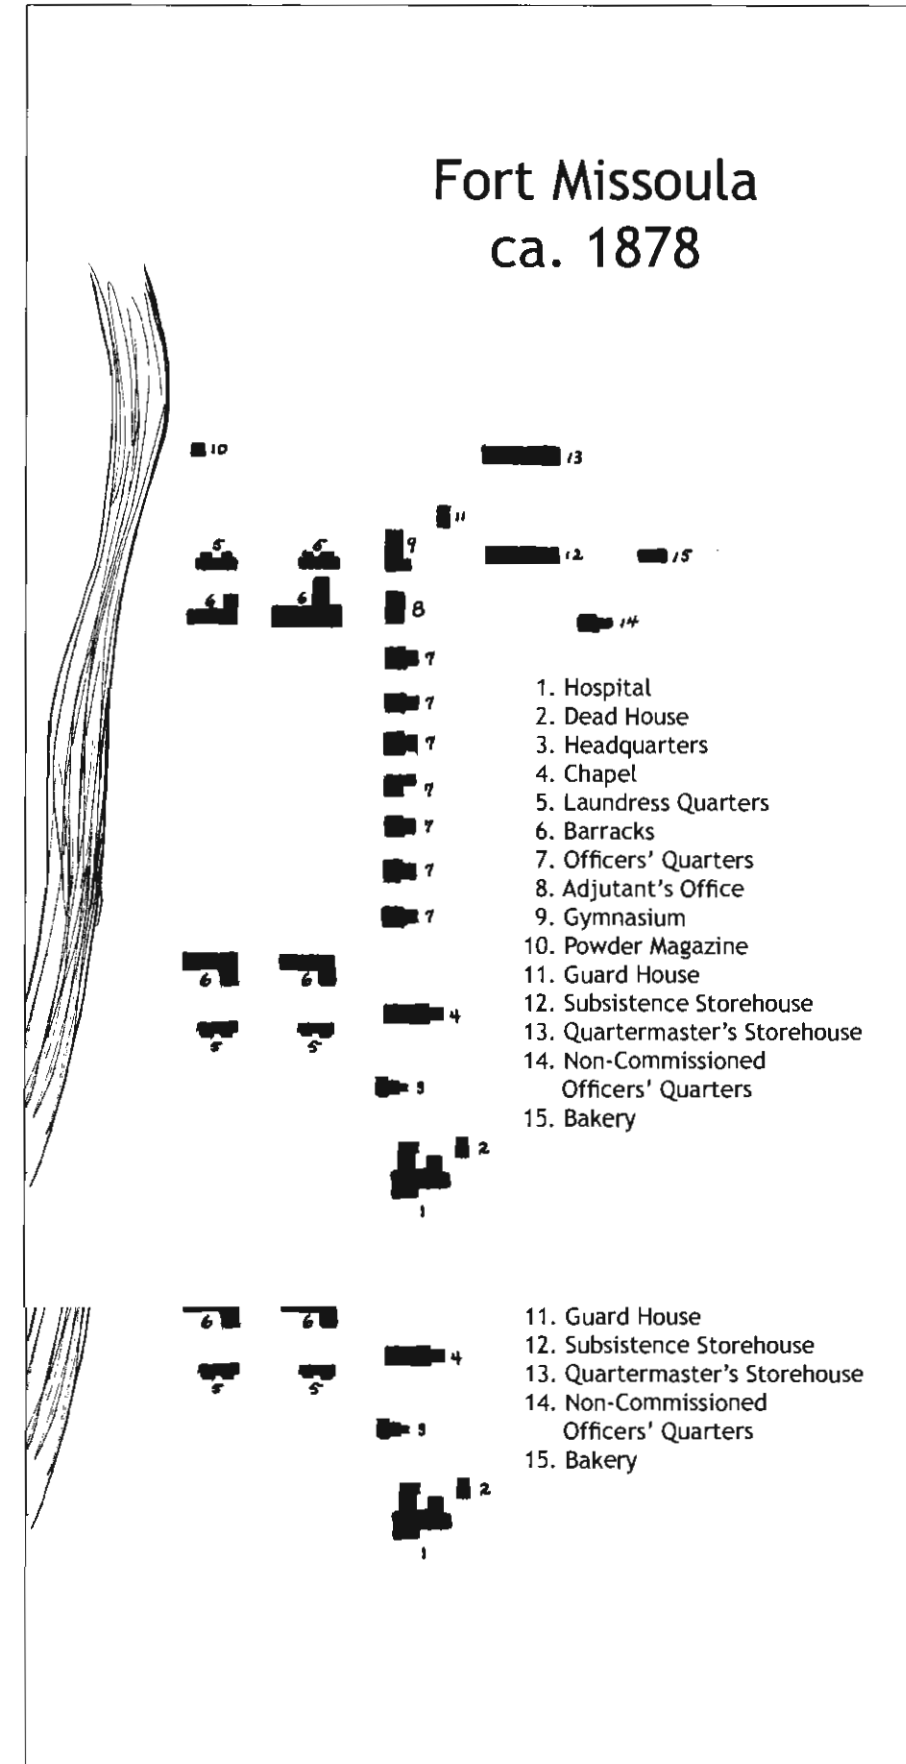 Fort Missoula
ca. 1878
10
13
11
5
6
9
12
15
6
6
8
14
7
7
7
7
7
7
7
1. Hospital
2. Dead House
3. Headquarters
4. Chapel
5. Laundress Quarters
6. Barracks
7. Officers' Quarters
8. Adjutant's Office
9. Gymnasium
10. Powder Magazine
11. Guard House
12. Subsistence Storehouse
13. Quartermaster's Storehouse
14. Non-Commissioned
Officers' Quarters
15. Bakery
6
6
4
5
5
3
2
1
11. Guard House
12. Subsistence Storehouse
13. Quartermaster's Storehouse
14. Non-Commissioned
Officers' Quarters
15. Bakery
6
6
4
5
5
3
2
1